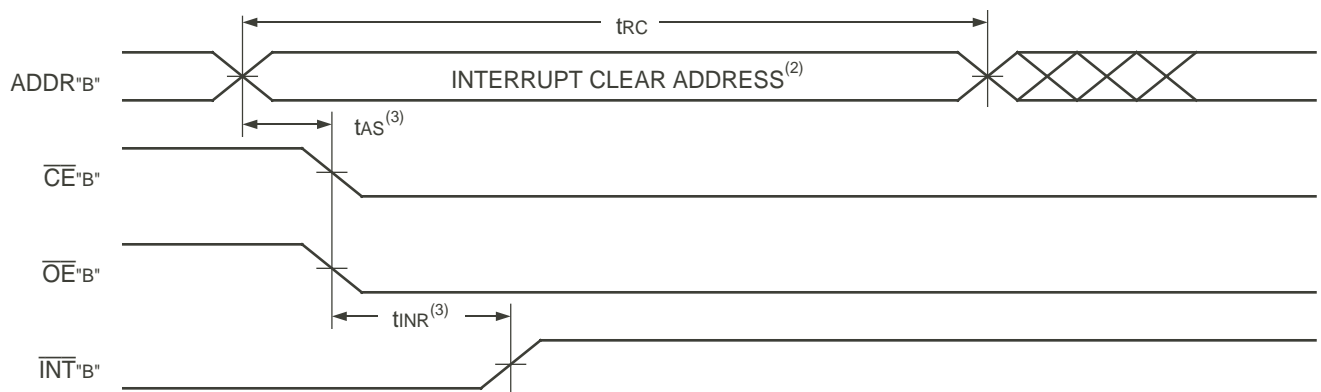 tRC
ADDR"B"
INTERRUPT CLEAR ADDRESS(2)
tAS(3)
CE"B"
OE"B"
tINR(3)
INT"B"